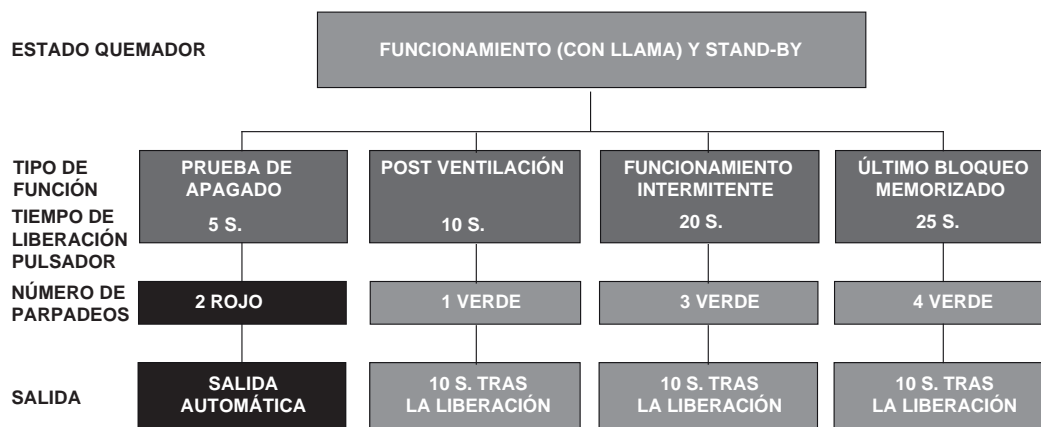 ESTADO QUEMADOR
FUNCIONAMIENTO (CON LLAMA) Y STAND-BY
TIPO DE
FUNCIÓN
PRUEBA DE
APAGADO
POST VENTILACIÓN
FUNCIONAMIENTO
INTERMITENTE
ÚLTIMO BLOQUEO
MEMORIZADO
TIEMPO DE
LIBERACIÓN
PULSADOR
5 S.
10 S.
20 S.
25 S.
NÚMERO DE
PARPADEOS
2 ROJO
1 VERDE
3 VERDE
4 VERDE
SALIDA
SALIDA
AUTOMÁTICA
10 S. TRAS
LA LIBERACIÓN
10 S. TRAS
LA LIBERACIÓN
10 S. TRAS
LA LIBERACIÓN